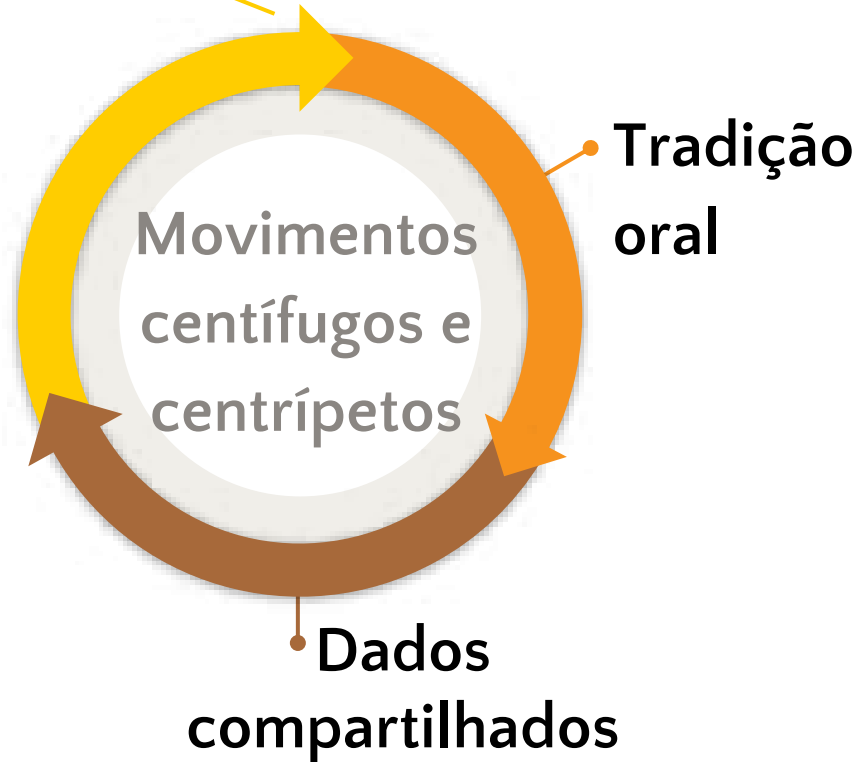 Tradição
oral
Movimentos
centífugos e
centrípetos
Dados
compartilhados